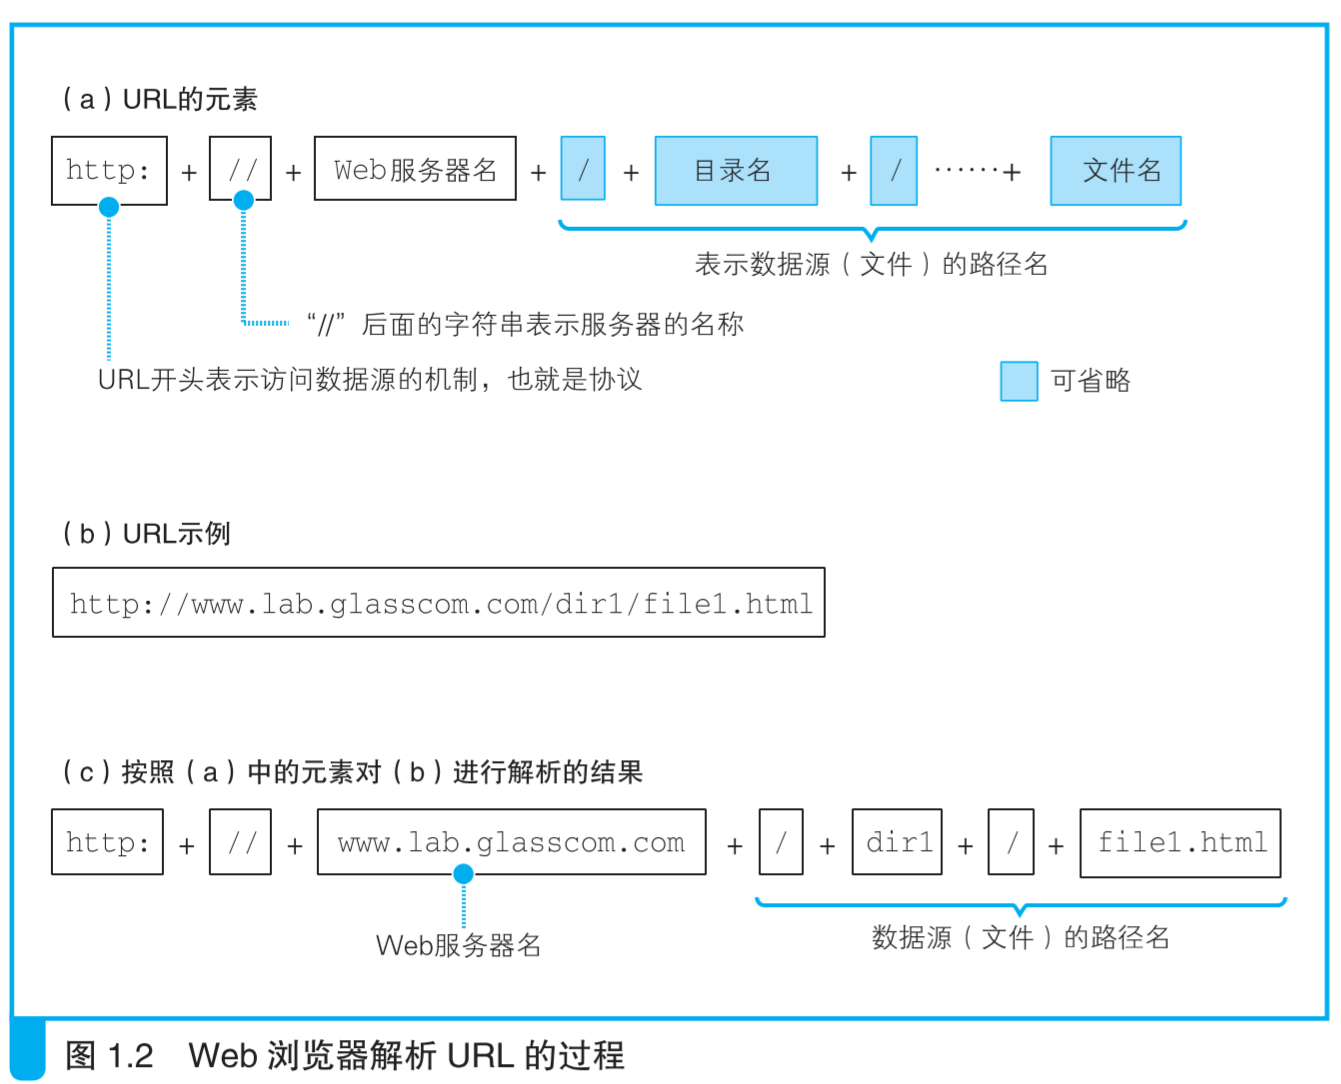 （a）URL的元素
http: + // + Web服务器名 + / + 目录名 + / ······+ 文件名
表示数据源（文件）的路径名
“//”后面的字符串表示服务器的名称
URL开头表示访问数据源的机制，也就是协议
可省略
（b）URL示例
http://www.lab.glasscom.com/dir1/file1.html
（c）按照（a）中的元素对（b）进行解析的结果
http: + // + www.lab.glasscom.com + / + dir1 + / + file1.html
Web服务器名
数据源（文件）的路径名
图 1.2 Web 浏览器解析 URL 的过程